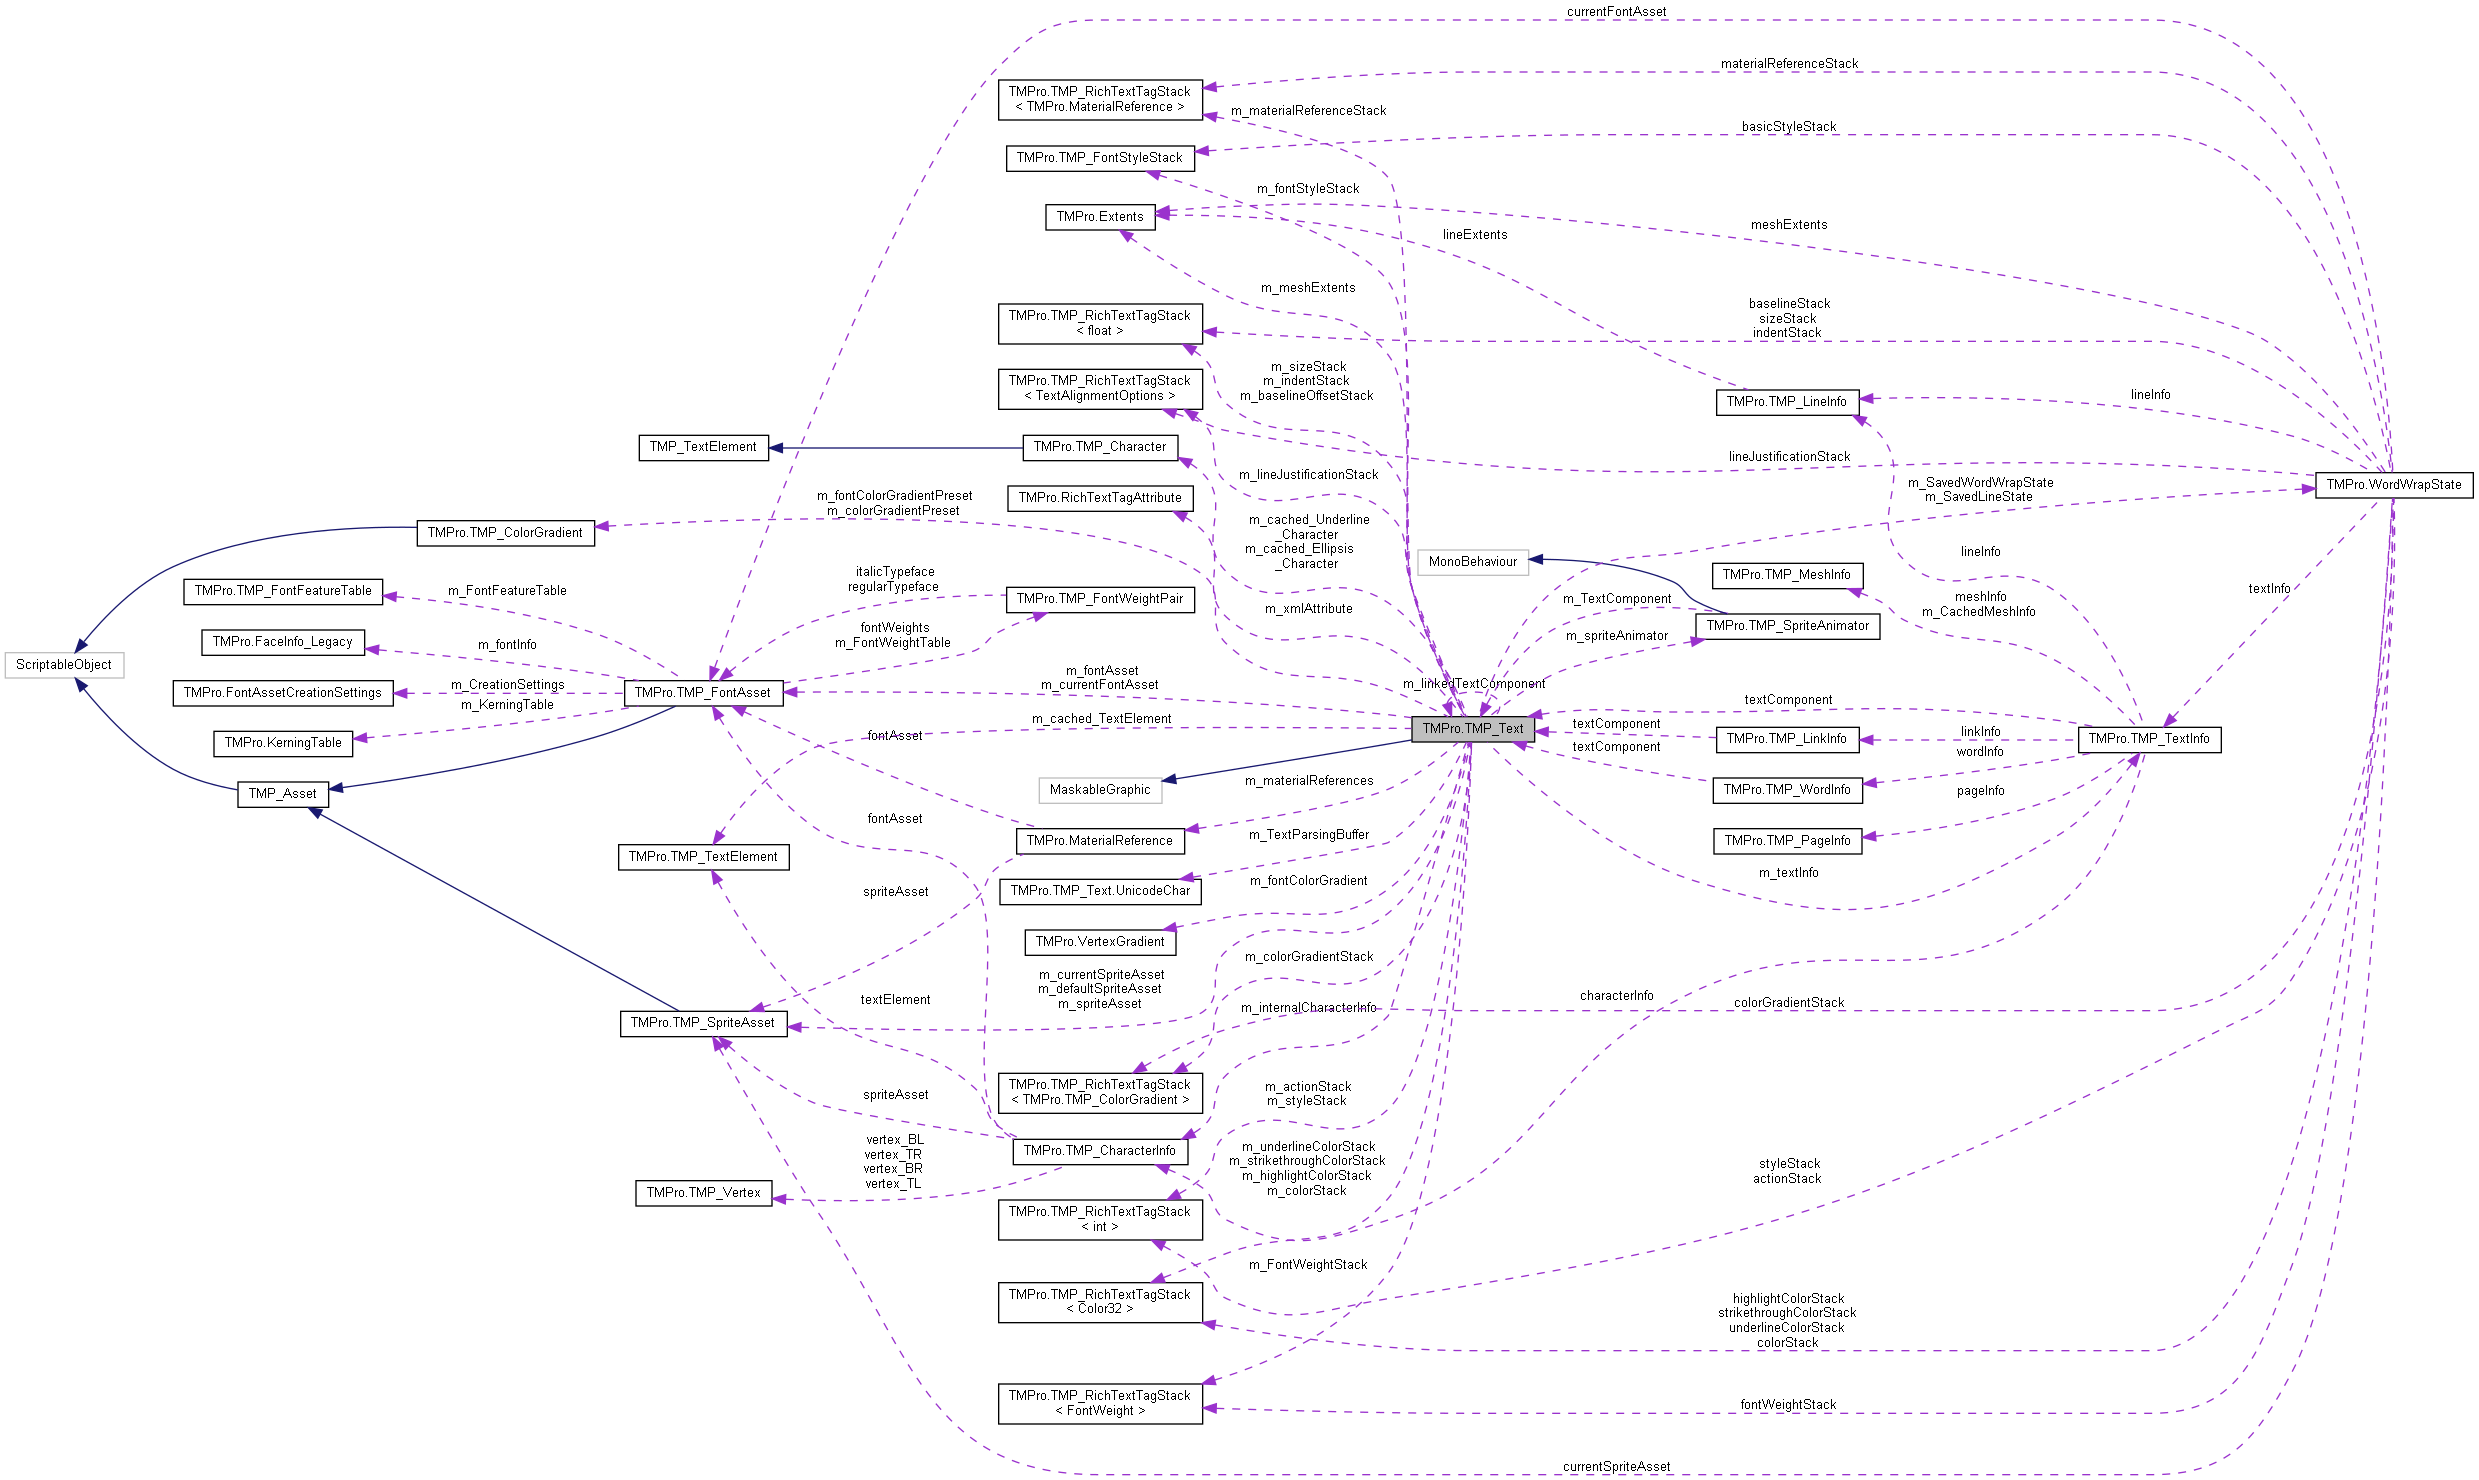 currentFontAsset
materialReferenceStack
TMPro.TMP_RichTextTagStack
< TMPro.MaterialReference >
m_materialReferenceStack
basicStyleStack
TMPro.TMP_FontStyleStack
m_fontStyleStack
TMPro.Extents
meshExtents
lineExtents
m_meshExtents
TMPro.TMP_RichTextTagStack
< float >
baselineStack
sizeStack
indentStack
m_sizeStack
m_indentStack
m_baselineOffsetStack
TMPro.TMP_RichTextTagStack
< TextAlignmentOptions >
TMPro.TMP_LineInfo
lineInfo
TMP_TextElement
TMPro.TMP_Character
lineJustificationStack
m_lineJustificationStack
TMPro.WordWrapState
m_SavedWordWrapState
m_SavedLineState
m_fontColorGradientPreset
m_colorGradientPreset
TMPro.RichTextTagAttribute
TMPro.TMP_ColorGradient
m_cached_Underline
_Character
m_cached_Ellipsis
_Character
MonoBehaviour
lineInfo
TMPro.TMP_MeshInfo
textInfo
TMPro.TMP_FontFeatureTable
m_FontFeatureTable
italicTypeface
regularTypeface
TMPro.TMP_FontWeightPair
m_xmlAttribute
m_TextComponent
meshInfo
m_CachedMeshInfo
TMPro.TMP_SpriteAnimator
m_spriteAnimator
fontWeights
m_FontWeightTable
TMPro.FaceInfo_Legacy
m_fontInfo
ScriptableObject
TMPro.FontAssetCreationSettings
m_CreationSettings
TMPro.TMP_FontAsset
m_fontAsset
m_currentFontAsset
m_linkedTextComponent
m_KerningTable
textComponent
m_cached_TextElement
TMPro.TMP_Text
textComponent
TMPro.TMP_LinkInfo
linkInfo
TMPro.TMP_TextInfo
TMPro.KerningTable
fontAsset
textComponent
wordInfo
TMP_Asset
MaskableGraphic
m_materialReferences
TMPro.TMP_WordInfo
pageInfo
fontAsset
TMPro.MaterialReference
m_TextParsingBuffer
TMPro.TMP_PageInfo
TMPro.TMP_TextElement
m_textInfo
spriteAsset
TMPro.TMP_Text.UnicodeChar
m_fontColorGradient
TMPro.VertexGradient
m_colorGradientStack
m_currentSpriteAsset
m_defaultSpriteAsset
m_spriteAsset
textElement
characterInfo
colorGradientStack
m_internalCharacterInfo
TMPro.TMP_SpriteAsset
TMPro.TMP_RichTextTagStack
< TMPro.TMP_ColorGradient >
m_actionStack
m_styleStack
spriteAsset
vertex_BL
vertex_TR
vertex_BR
vertex_TL
TMPro.TMP_CharacterInfo
m_underlineColorStack
m_strikethroughColorStack
m_highlightColorStack
m_colorStack
styleStack
actionStack
TMPro.TMP_Vertex
TMPro.TMP_RichTextTagStack
< int >
m_FontWeightStack
TMPro.TMP_RichTextTagStack
< Color32 >
highlightColorStack
strikethroughColorStack
underlineColorStack
colorStack
TMPro.TMP_RichTextTagStack
< FontWeight >
fontWeightStack
currentSpriteAsset